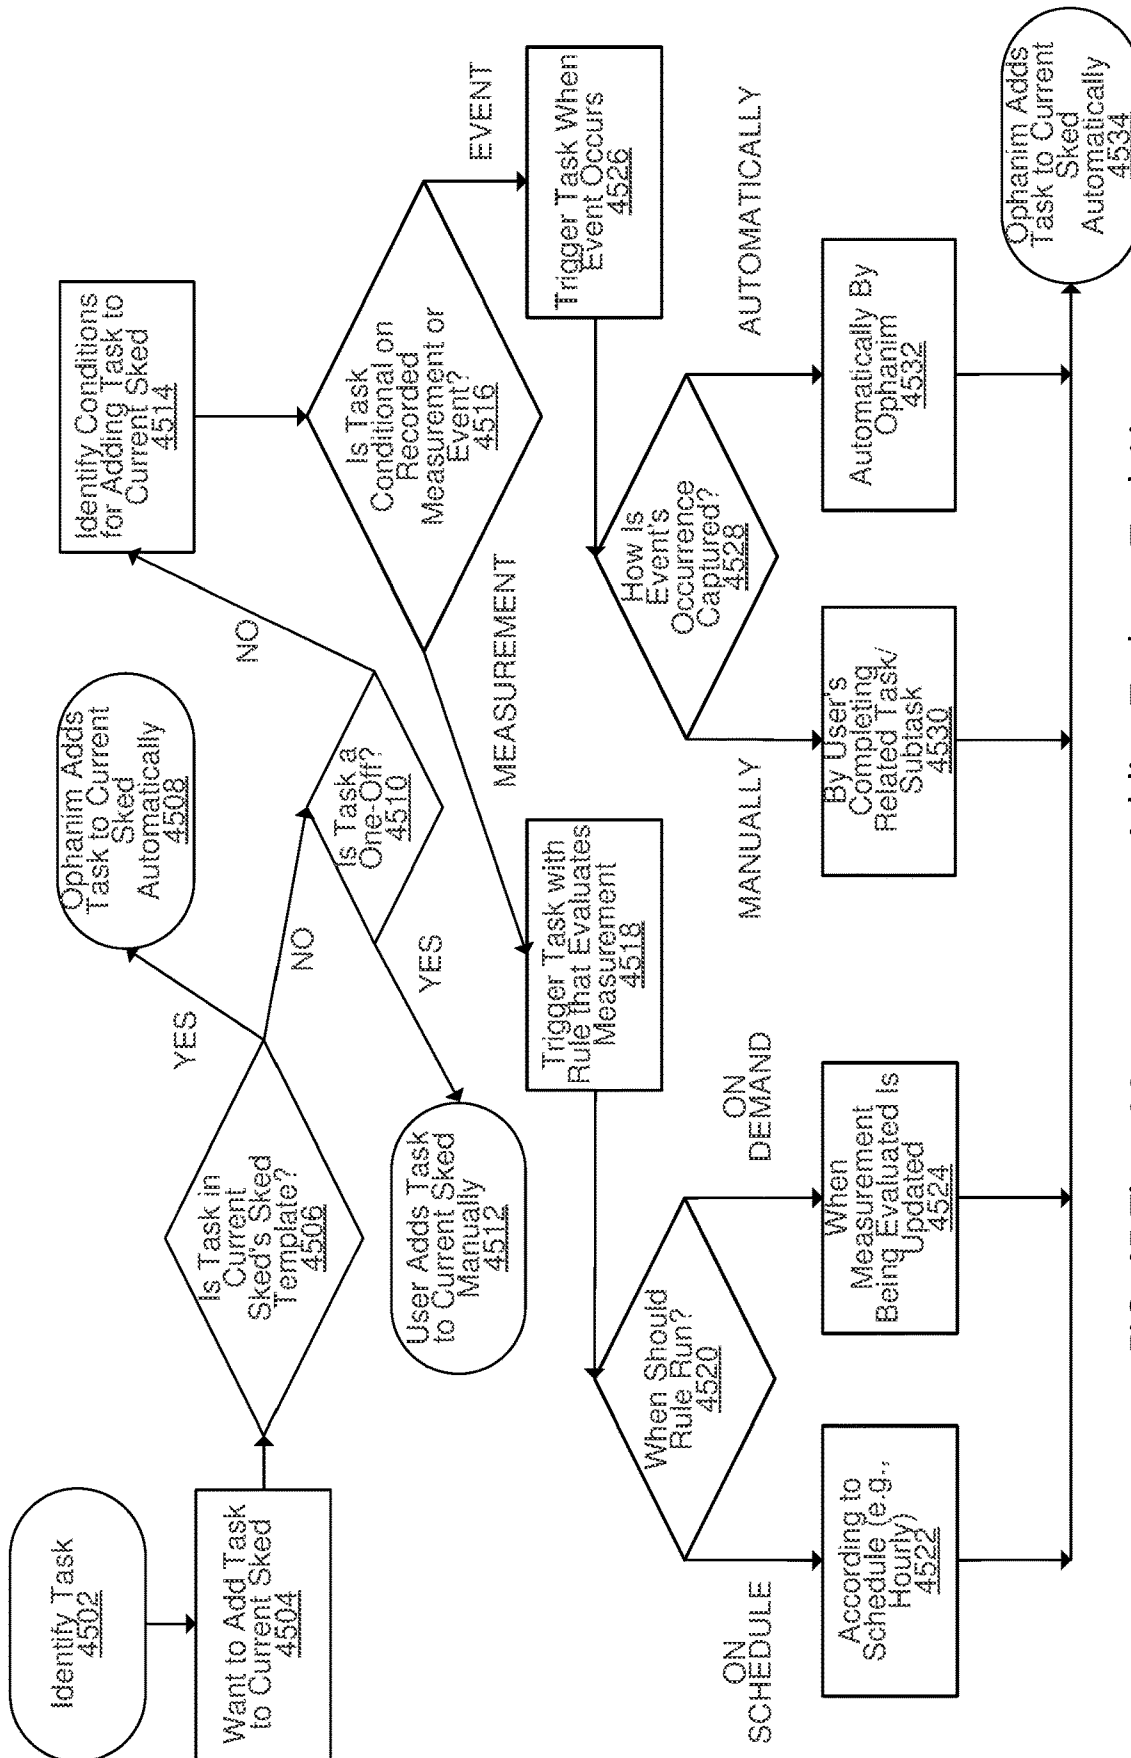 Identify Task
4502
Want to Add Task
to Current Sked
4504
Is Task in
Current
Sked's Sked
Template?
4506
YES
NO
Ophanim Adds
Task to Current
Sked
Automatically
4508
Is Task a
One-Off?
4510
YES
NO
User Adds Task
to Current Sked
Manually
4512
Identify Conditions
for Adding Task to
Current Sked
4514
Is Task
Conditional on
Recorded
Measurement or
Event?
4516
MEASUREMENT
EVENT
Trigger Task with
Rule that Evaluates
Measurement
4518
When Should
Rule Run?
4520
ON
SCHEDULE
ON
DEMAND
According to
Schedule (e.g.,
Hourly)
4522
When
Measurement
Being Evaluated Is
Updated
4524
Trigger Task When
Event Occurs
4526
How Is
Event's
Occurrence
Captured?
4528
MANUALLY
AUTOMATICALLY
By User's
Completing
Related Task/
Subtask
4530
Automatically By
Ophanim
4532
Ophanim Adds
Task to Current
Sked
Automatically
4534